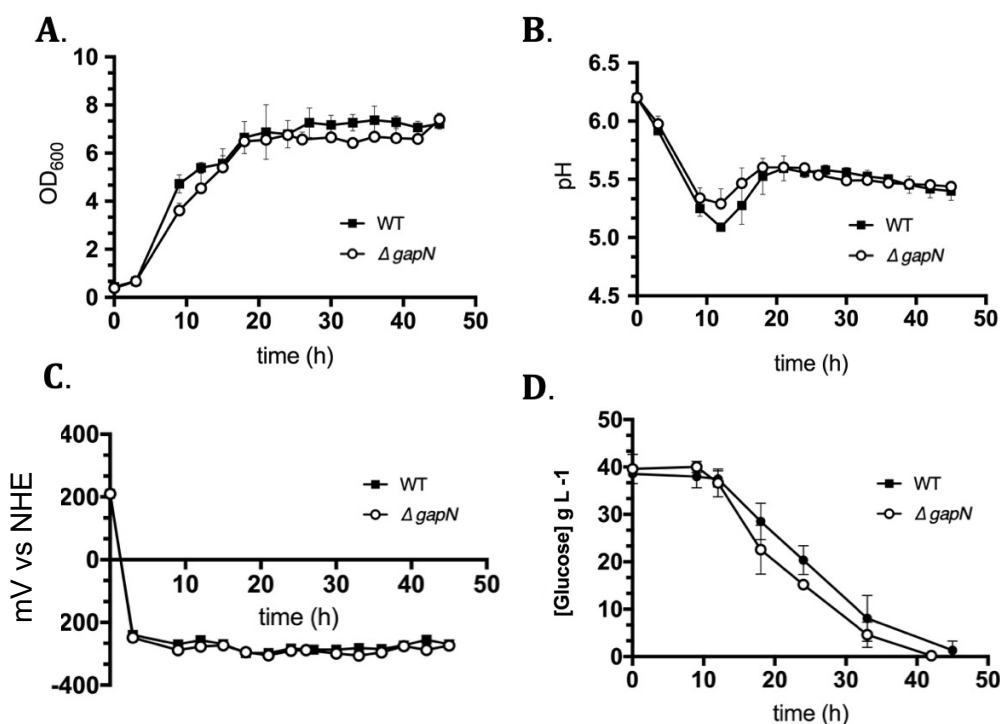 A.
10
8
6
4
2
0
OD600
WT
Δ gapN
0 10 20 30 40 50
time (h)
B.
6.5
6.0
5.5
5.0
4.5
pH
WT
Δ gapN
0 10 20 30 40 50
time (h)
C.
400
200
0
-200
-400
mV vs NHE
WT
Δ gapN
10 20 30 40 50
time (h)
D.
50
40
30
20
10
0
[Glucose] g L -1
WT
Δ gapN
0 10 20 30 40 50
time (h)